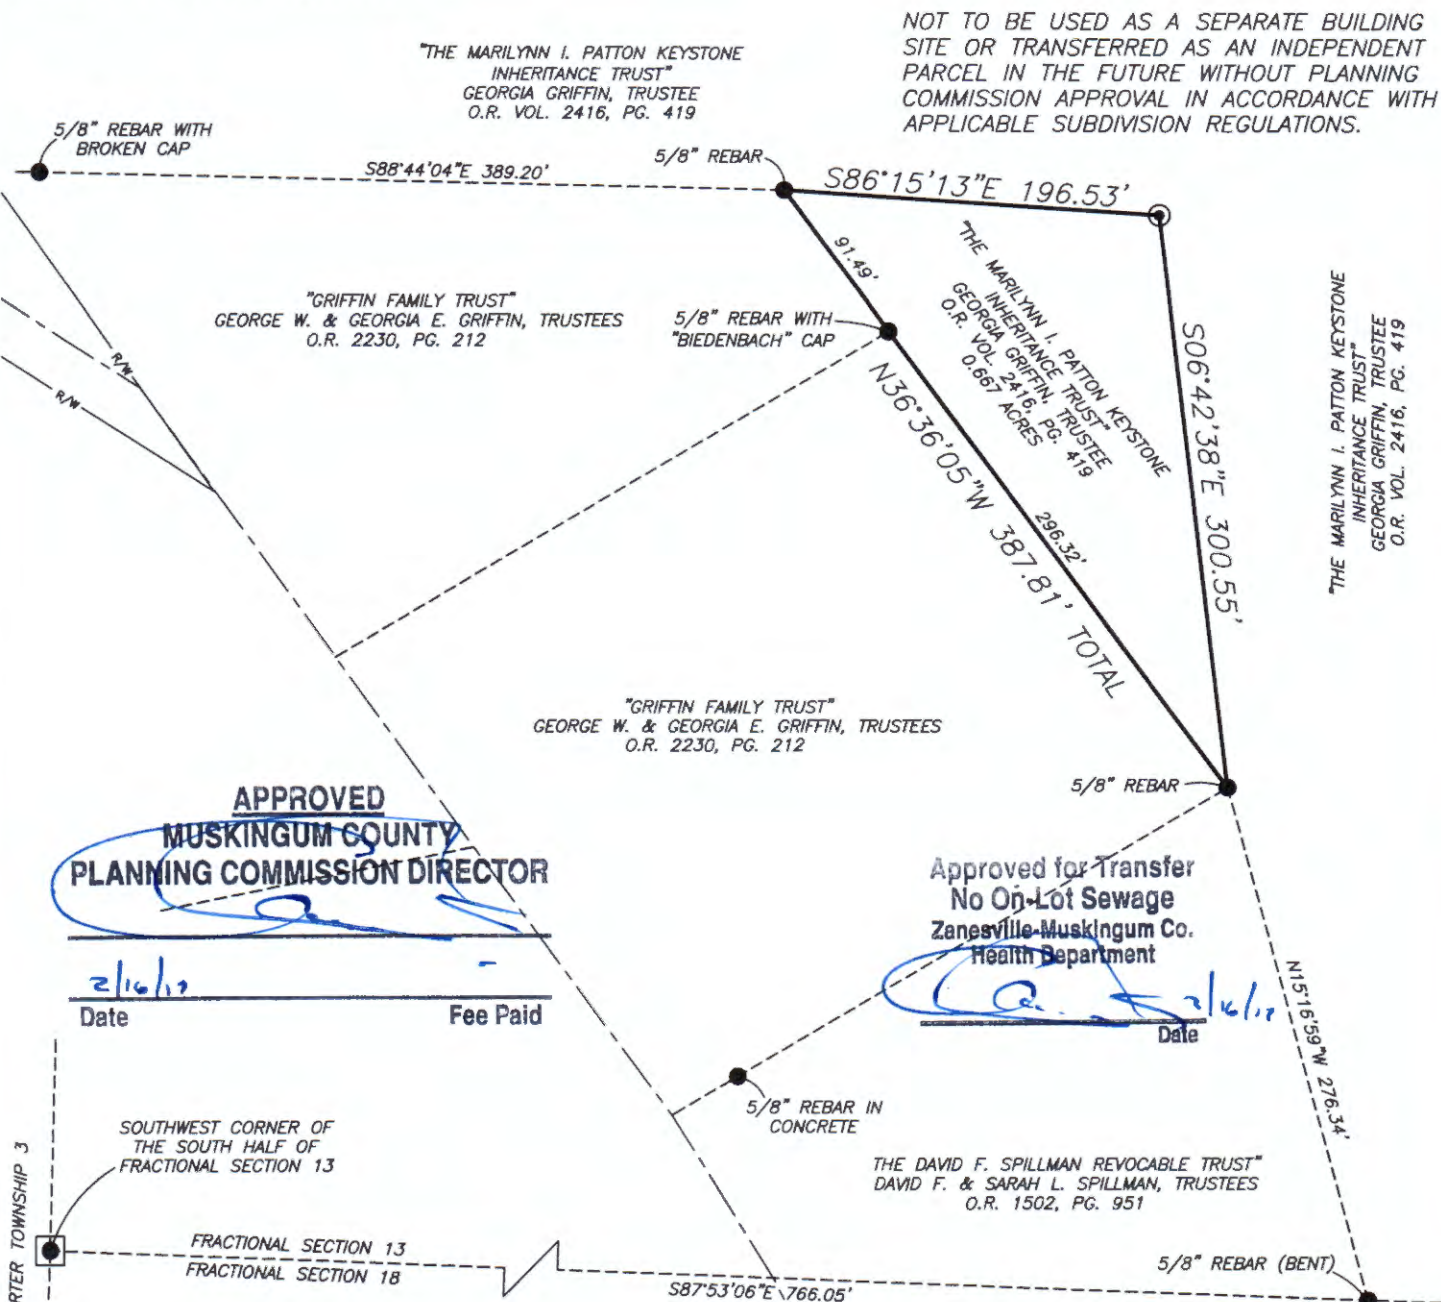 NOT TO BE USED AS A SEPARATE BUILDING
SITE OR TRANSFERRED AS AN INDEPENDENT
PARCEL IN THE FUTURE WITHOUT PLANNING
COMMISSION APPROVAL IN ACCORDANCE WITH
APPLICABLE SUBDIVISION REGULATIONS.
"THE MARILYNN I. PATTON KEYSTONE
INHERITANCE TRUST"
GEORGIA GRIFFIN, TRUSTEE
O.R. VOL. 2416, PG. 419
5/8" REBAR WITH
BROKEN CAP
S88°44'04"E 389.20'
5/8" REBAR
S86°15'13"E 196.53'
91.49'
"THE MARILYNN I. PATTON KEYSTONE
INHERITANCE TRUST"
GEORGIA GRIFFIN, TRUSTEE
O.R. VOL. 2416, PG. 419
0.667 ACRES
"THE MARILYNN I. PATTON KEYSTONE
INHERITANCE TRUST"
GEORGIA GRIFFIN, TRUSTEE
O.R. VOL. 2416, PG. 419
"GRIFFIN FAMILY TRUST"
GEORGE W. & GEORGIA E. GRIFFIN, TRUSTEES
O.R. 2230, PG. 212
5/8" REBAR WITH
"BIEDENBACH" CAP
R/W
R/W
S06°42'38"E 300.55'
N36°36'05"W 387.81' TOTAL
296.32'
"GRIFFIN FAMILY TRUST"
GEORGE W. & GEORGIA E. GRIFFIN, TRUSTEES
O.R. 2230, PG. 212
5/8" REBAR
APPROVED
MUSKINGUM COUNTY
PLANNING COMMISSION DIRECTOR
2/16/17
Date
Fee Paid
Approved for Transfer
No On-Lot Sewage
Zanesville-Muskingum Co.
Health Department
2/16/17
Date
N15°16'59"W 276.34'
5/8" REBAR IN
CONCRETE
SOUTHWEST CORNER OF
THE SOUTH HALF OF
FRACTIONAL SECTION 13
THE DAVID F. SPILLMAN REVOCABLE TRUST"
DAVID F. & SARAH L. SPILLMAN, TRUSTEES
O.R. 1502, PG. 951
RTER TOWNSHIP 3
FRACTIONAL SECTION 13
FRACTIONAL SECTION 18
S87°53'06"E 766.05'
5/8" REBAR (BENT)